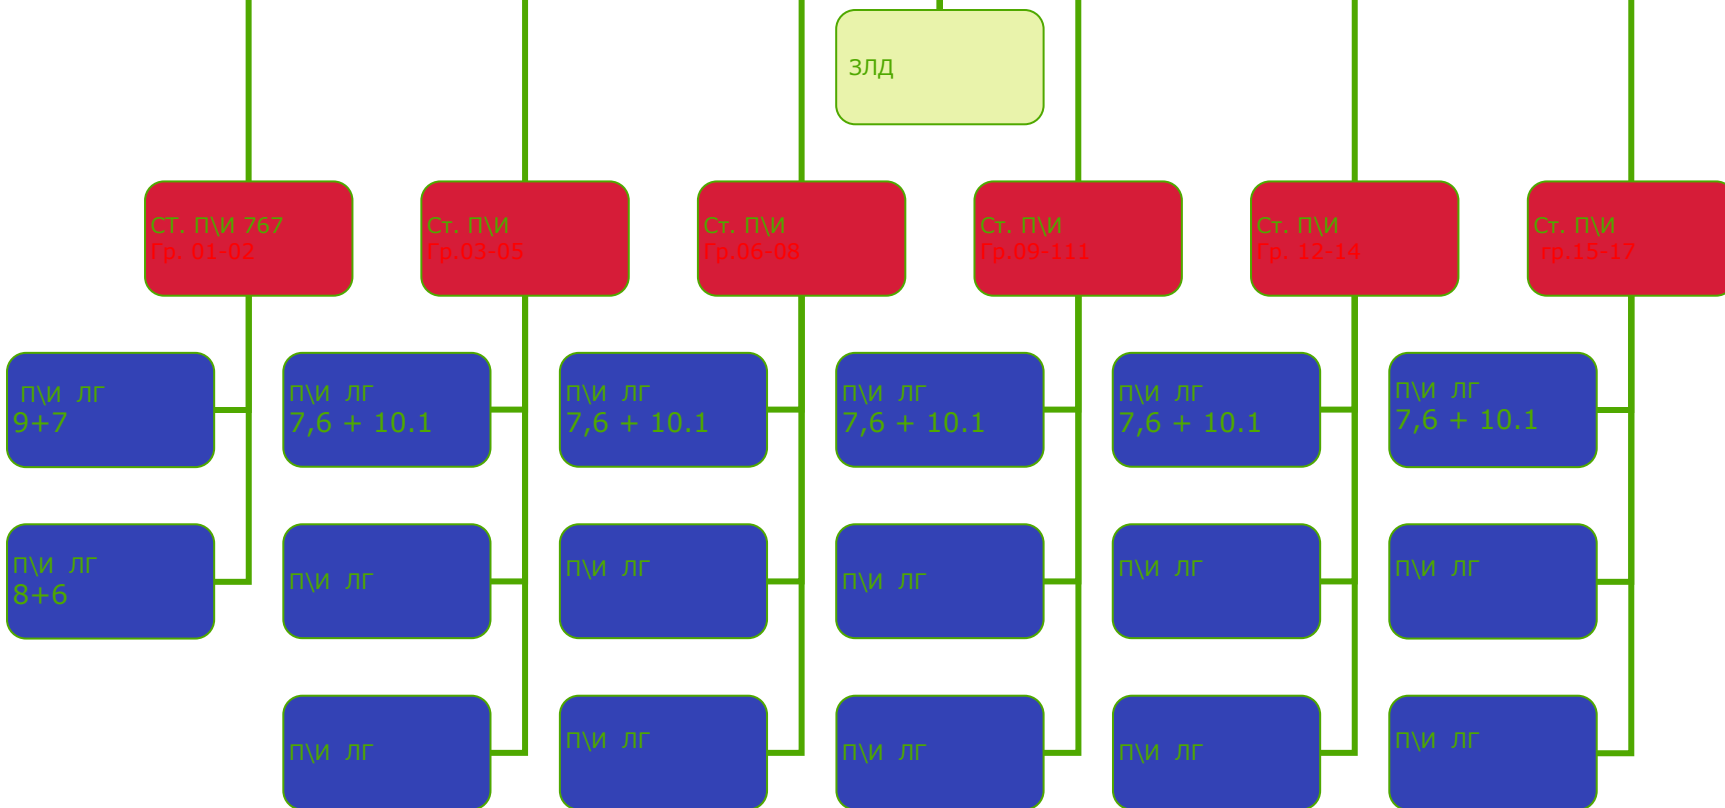 ЗЛД
СТ. П\И 767
Гр. 01-02
Ст. П\И
Гр.03-05
Ст. П\И
Гр.06-08
Ст. П\И
Гр.09-111
Ст. П\И
Гр. 12-14
Ст. П\И
гр.15-17
П\И ЛГ
9+7
П\И ЛГ
7,6 + 10.1
П\И ЛГ
7,6 + 10.1
П\И ЛГ
7,6 + 10.1
П\И ЛГ
7,6 + 10.1
П\И ЛГ
7,6 + 10.1
П\И ЛГ
8+6
П\И ЛГ
П\И ЛГ
П\И ЛГ
П\И ЛГ
П\И ЛГ
П\И ЛГ
П\И ЛГ
П\И ЛГ
П\И ЛГ
П\И ЛГ